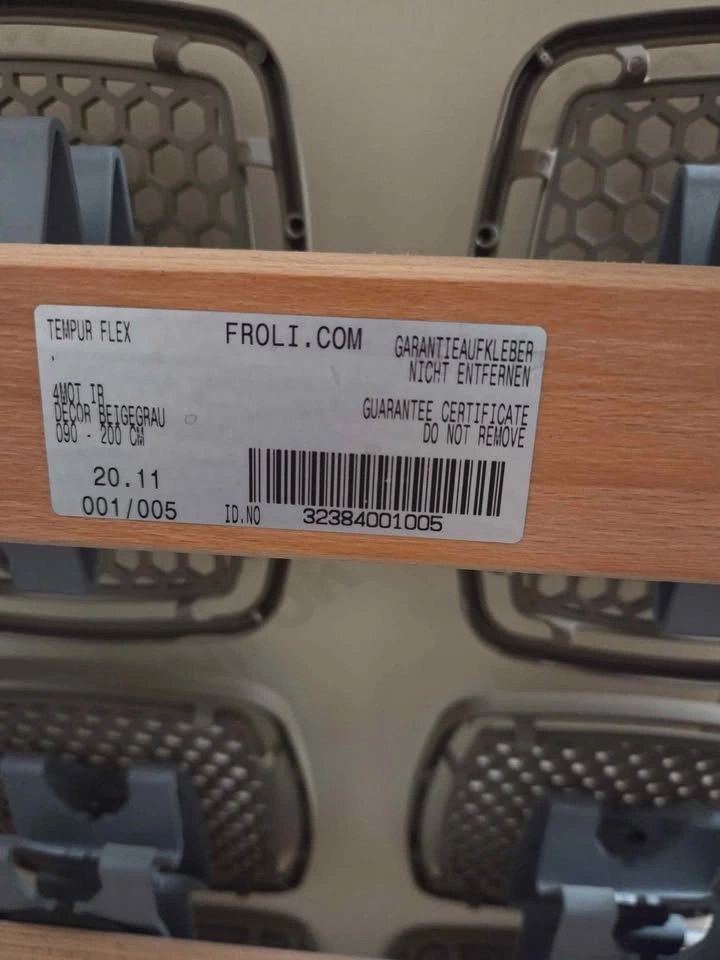 TEMPUR FLEX
FROLI.COM
GARANTIEAUFKLEBER
NICHT ENTFERNEN
4MOT IR
DECOR BEIGEGRAU
090 - 200 CM
GUARANTEE CERTIFICATE
DO NOT REMOVE
20.11
001/005
ID.NO 32384001005